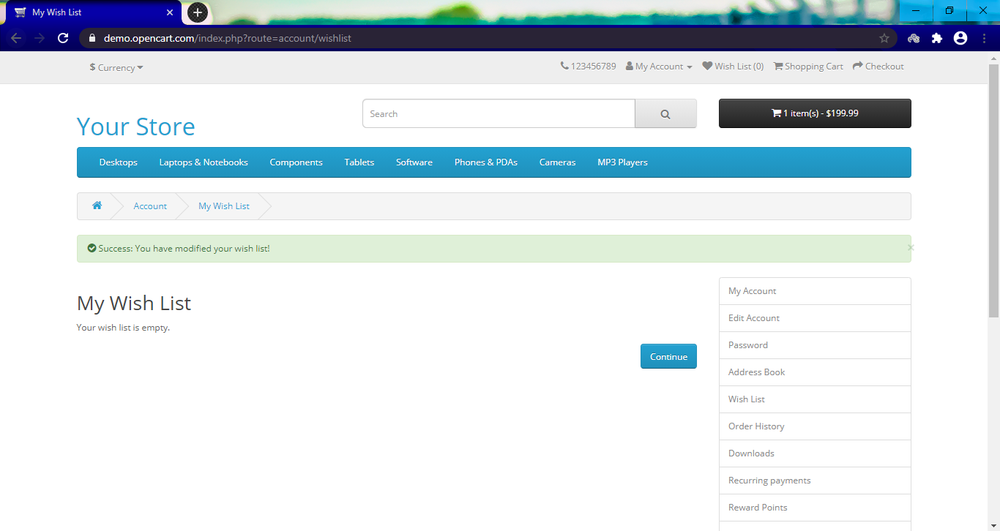 My Wish List
demo.opencart.com/index.php?route=account/wishlist
$ Currency 123456789 My Account Wish List (0) Shopping Cart Checkout
Your Store Search 1 item(s) - $199.99
Desktops Laptops & Notebooks Components Tablets Software Phones & PDAs Cameras MP3 Players
Account My Wish List
Success: You have modified your wish list! ×
My Wish List
Your wish list is empty.
Continue
My Account
Edit Account
Password
Address Book
Wish List
Order History
Downloads
Recurring payments
Reward Points